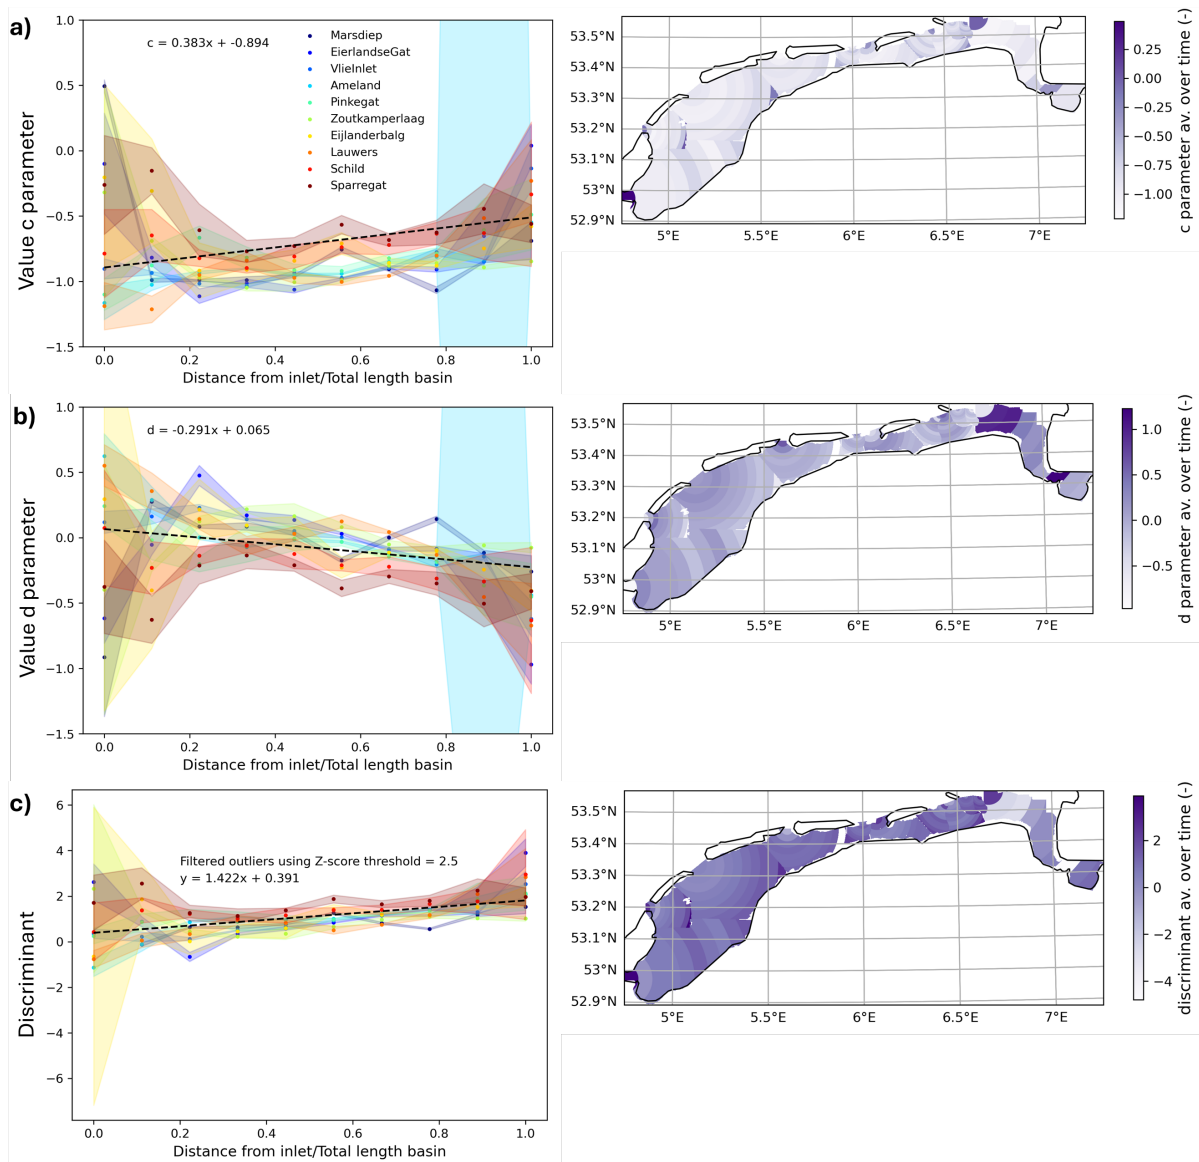 a)
c = 0.383x + -0.894
Marsdiep
EierlandseGat
VlieInlet
Ameland
Pinkegat
Zoutkamperlaag
Eijlanderbalg
Lauwers
Schild
Sparregat
1.0
0.5
0.0
−0.5
−1.0
−1.5
Value c parameter
0.0 0.2 0.4 0.6 0.8 1.0
Distance from inlet/Total length basin
53.5°N
53.4°N
53.3°N
53.2°N
53.1°N
53°N
52.9°N
5°E 5.5°E 6°E 6.5°E 7°E
0.25
0.00
−0.25
−0.50
−0.75
−1.00
c parameter av. over time (-)
b)
d = -0.291x + 0.065
1.0
0.5
0.0
−0.5
−1.0
−1.5
Value d parameter
0.0 0.2 0.4 0.6 0.8 1.0
Distance from inlet/Total length basin
53.5°N
53.4°N
53.3°N
53.2°N
53.1°N
53°N
52.9°N
5°E 5.5°E 6°E 6.5°E 7°E
1.0
0.5
0.0
−0.5
d parameter av. over time (-)
c)
Filtered outliers using Z-score threshold = 2.5
y = 1.422x + 0.391
6
4
2
0
−2
−4
−6
Discriminant
0.0 0.2 0.4 0.6 0.8 1.0
Distance from inlet/Total length basin
53.5°N
53.4°N
53.3°N
53.2°N
53.1°N
53°N
52.9°N
5°E 5.5°E 6°E 6.5°E 7°E
2
0
−2
−4
discriminant av. over time (-)